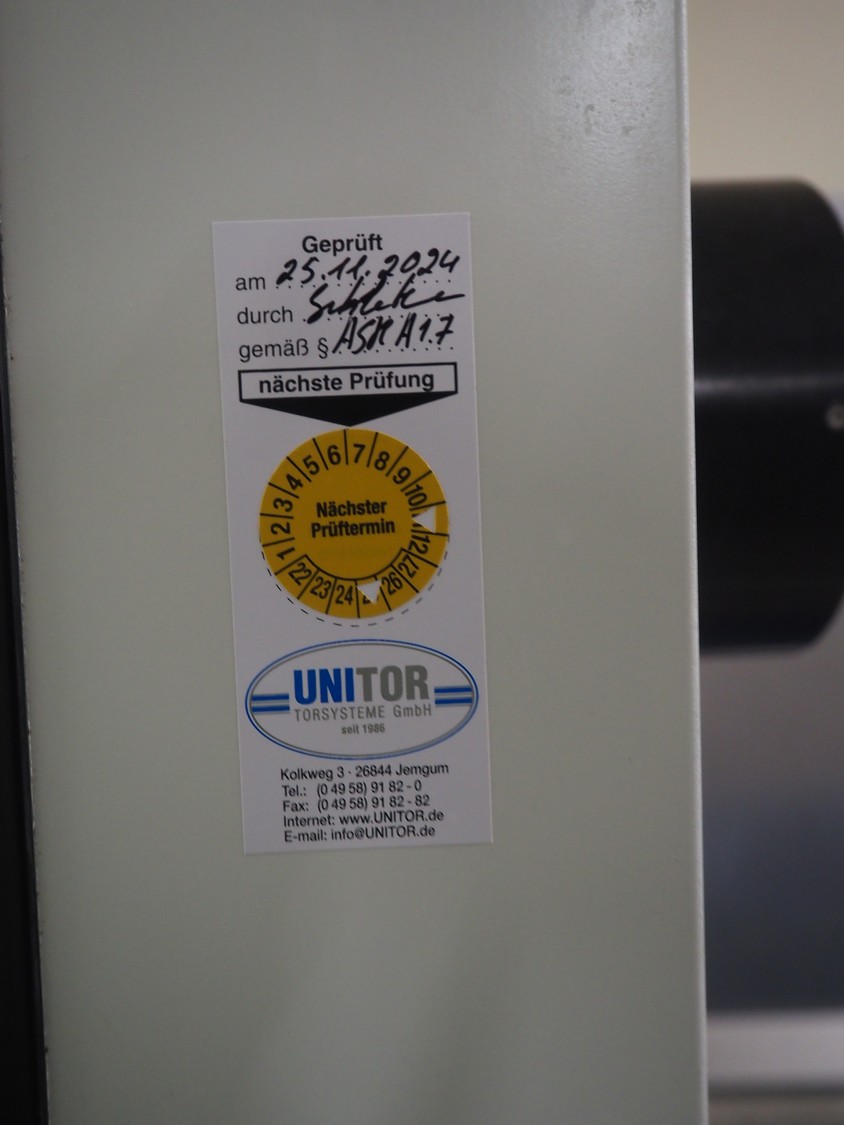 Geprüft
am 25.11.2024
durch
gemäß § ASR A1.7
nächste Prüfung
1 2 3 4 5 6 7 8 9 10 12
Nächster
Prüftermin
22 23 24 26 27
UNITOR
TORSYSTEME GmbH
seit 1986
Kolkweg 3 - 26844 Jemgum
Tel.: (0 49 58) 91 82 - 0
Fax: (0 49 58) 91 82 - 82
Internet: www.UNITOR.de
E-mail: info@UNITOR.de